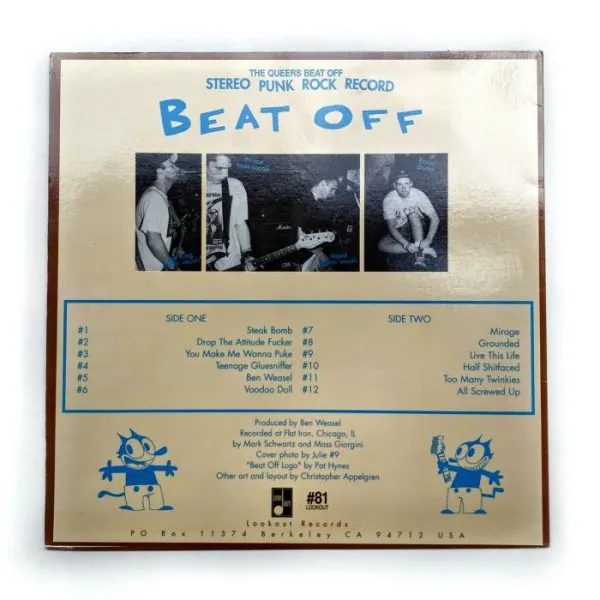 THE QUEERS BEAT OFF
STEREO PUNK ROCK RECORD
BEAT OFF
SIDE ONE
#1 Steak Bomb
#2 Drop The Attitude Fucker
#3 You Make Me Wanna Puke
#4 Teenage Gluesniffer
#5 Ben Weasel
#6 Voodoo Doll
SIDE TWO
#7 Mirage
#8 Grounded
#9 Live This Life
#10 Half Shitfaced
#11 Too Many Twinkies
#12 All Screwed Up
Produced by Ben Weasel
Recorded at Flat Iron, Chicago, IL
by Mark Schwartz and Mass Giorgini
Cover photo by Julie #9
"Beat Off Logo" by Pat Hynes
Other art and layout by Christopher Appelgren
#81
LOOKOUT
Lookout Records
PO Box 11374 Berkeley CA 94712 USA